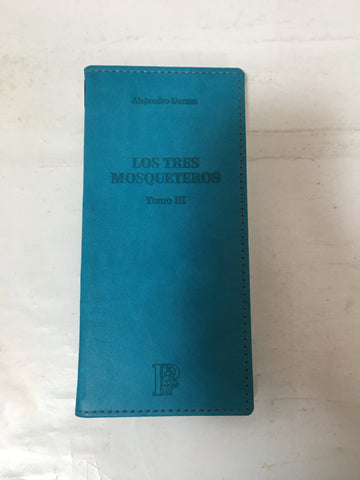 Alejandro Dumas
LOS TRES
MOSQUETEROS
Tomo III